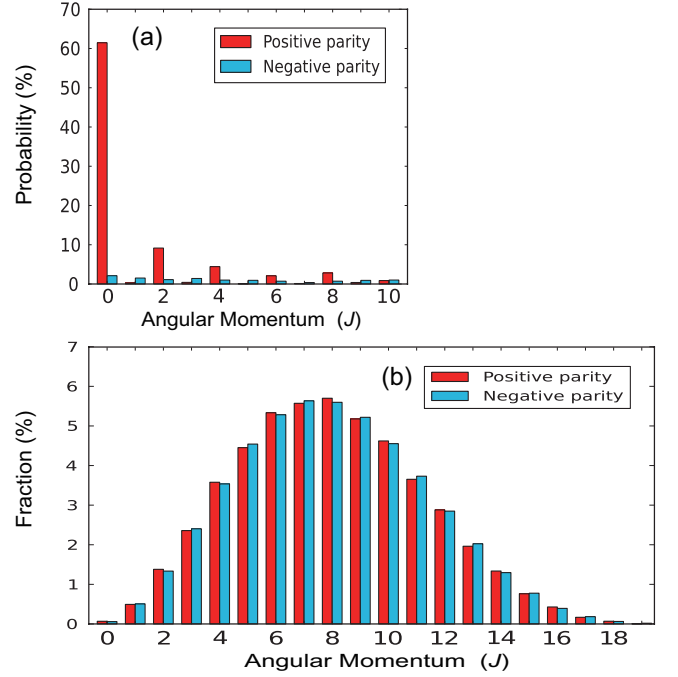 70
60
50
40
30
20
10
0
Probability (%)
(a)
Positive parity
Negative parity
0 2 4 6 8 10
Angular Momentum (J)
7
6
5
4
3
2
1
0
Fraction (%)
(b)
Positive parity
Negative parity
0 2 4 6 8 10 12 14 16 18
Angular Momentum (J)